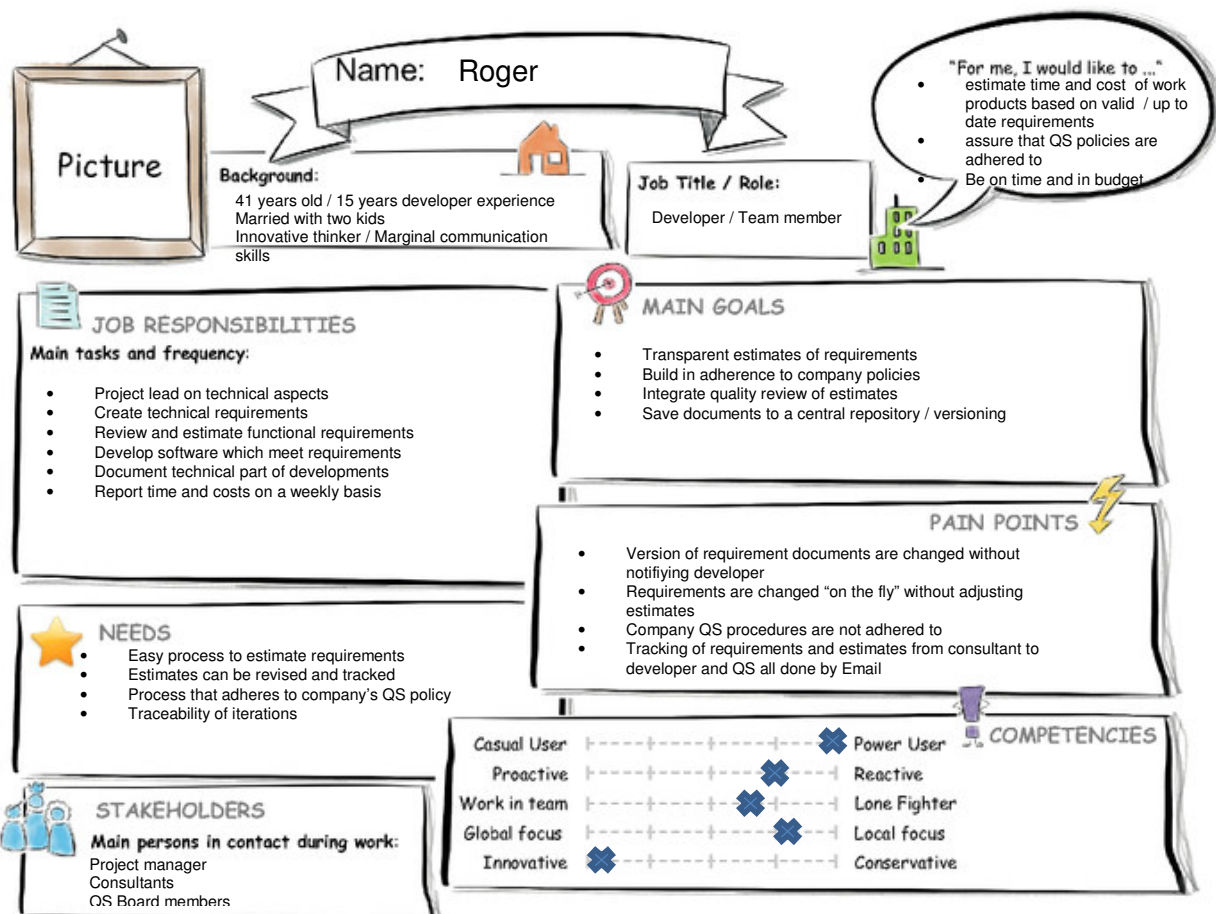 Picture
Name: Roger
"For me, I would like to ..."
• estimate time and cost of work
products based on valid / up to
date requirements
• assure that QS policies are
adhered to
• Be on time and in budget
Background:
41 years old / 15 years developer experience
Married with two kids
Innovative thinker / Marginal communication
skills
Job Title / Role:
Developer / Team member
JOB RESPONSIBILITIES
Main tasks and frequency:
• Project lead on technical aspects
• Create technical requirements
• Review and estimate functional requirements
• Develop software which meet requirements
• Document technical part of developments
• Report time and costs on a weekly basis
MAIN GOALS
• Transparent estimates of requirements
• Build in adherence to company policies
• Integrate quality review of estimates
• Save documents to a central repository / versioning
PAIN POINTS
• Version of requirement documents are changed without
notifiying developer
• Requirements are changed “on the fly” without adjusting
estimates
• Company QS procedures are not adhered to
• Tracking of requirements and estimates from consultant to
developer and QS all done by Email
NEEDS
• Easy process to estimate requirements
• Estimates can be revised and tracked
• Process that adheres to company’s QS policy
• Traceability of iterations
COMPETENCIES
Casual User Power User
Proactive Reactive
Work in team Lone Fighter
Global focus Local focus
Innovative Conservative
STAKEHOLDERS
Main persons in contact during work:
Project manager
Consultants
QS Board members